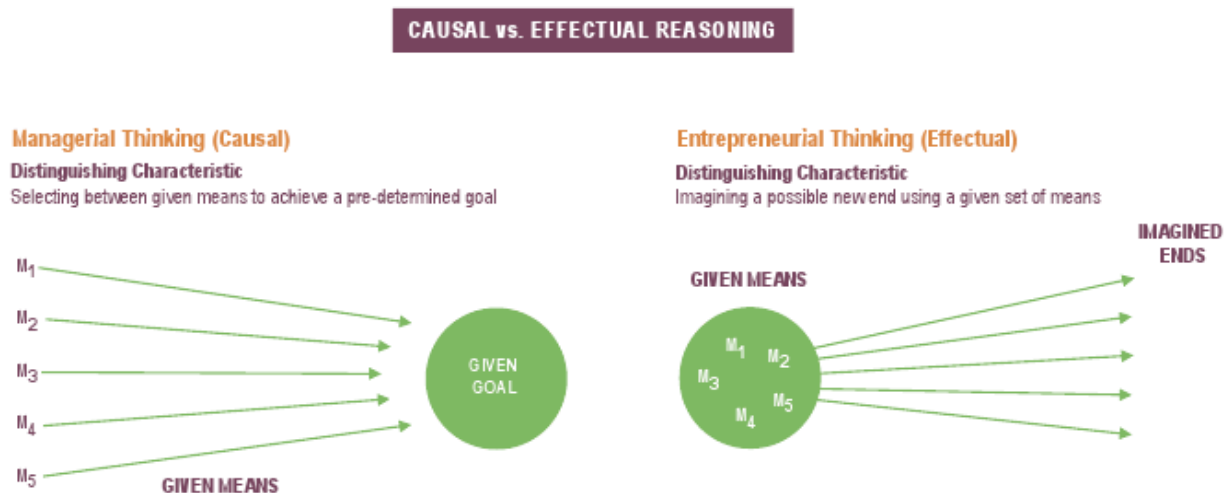 CAUSAL vs. EFFECTUAL REASONING
Managerial Thinking (Causal)
Distinguishing Characteristic
Selecting between given means to achieve a pre-determined goal
M1
M2
M3
M4
M5
GIVEN MEANS
GIVEN
GOAL
Entrepreneurial Thinking (Effectual)
Distinguishing Characteristic
Imagining a possible new end using a given set of means
IMAGINED
ENDS
GIVEN MEANS
M1
M2
M3
M5
M4